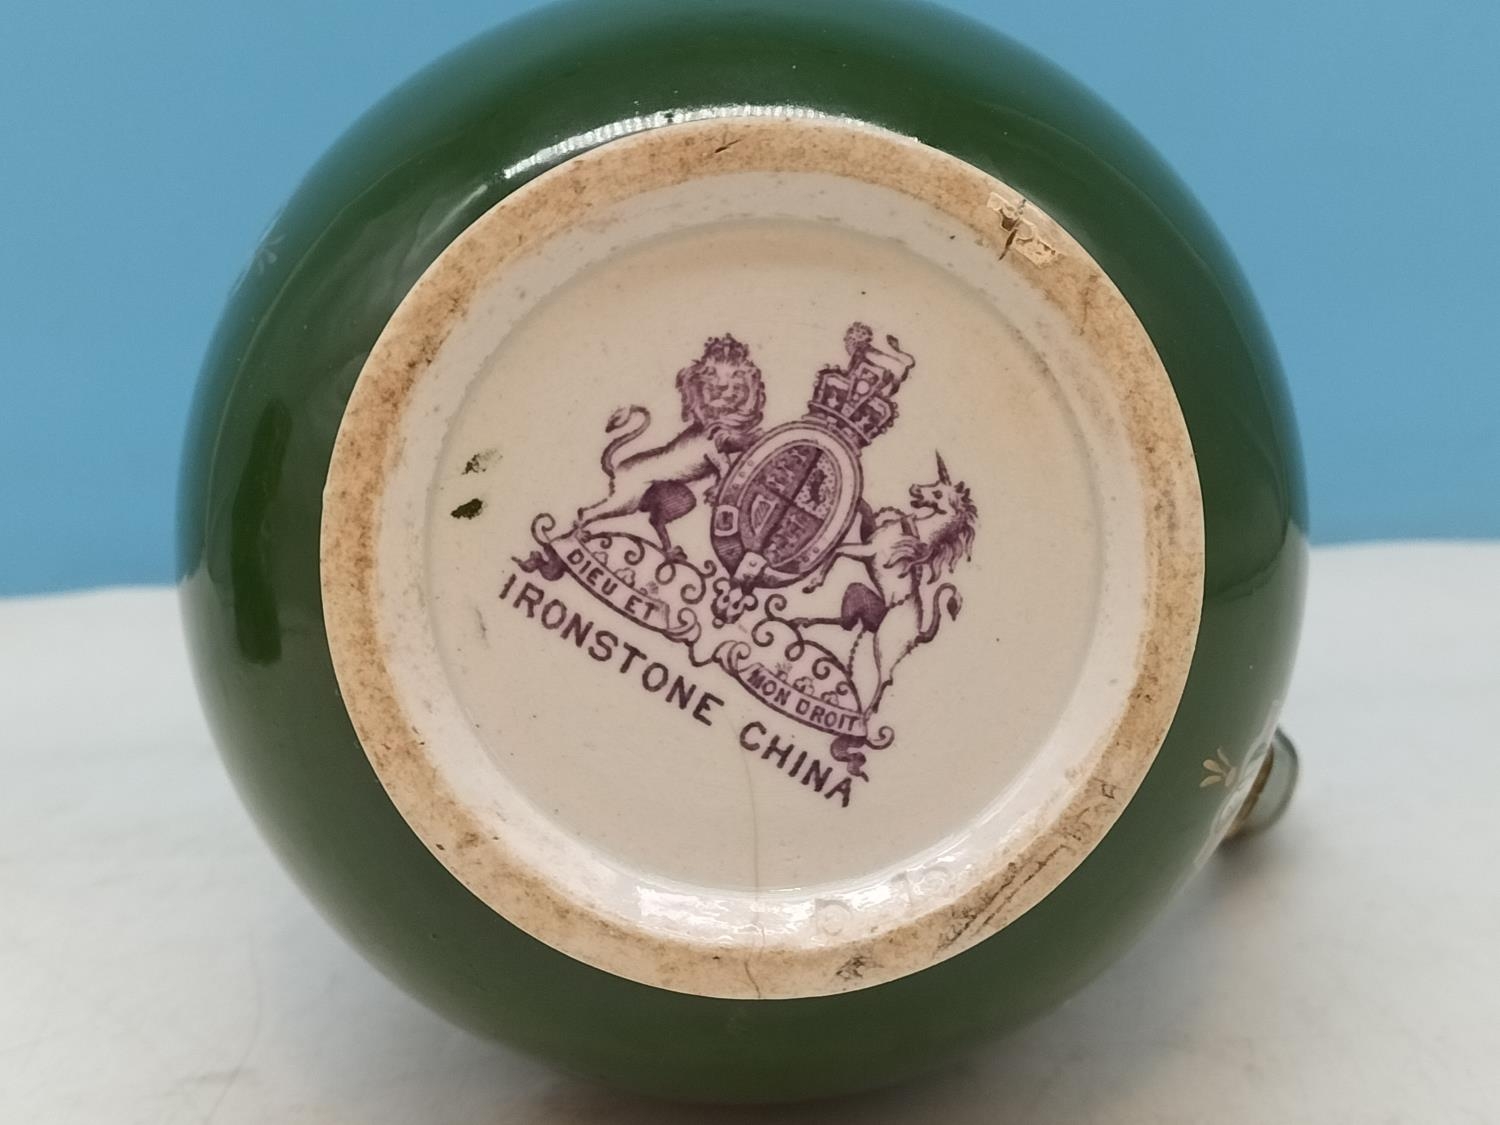 DIEU ET
MON DROIT
IRONSTONE CHINA